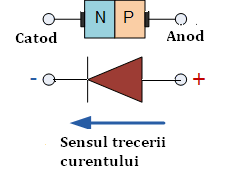 N P
Catod Anod
- +
Sensul trecerii
curentului